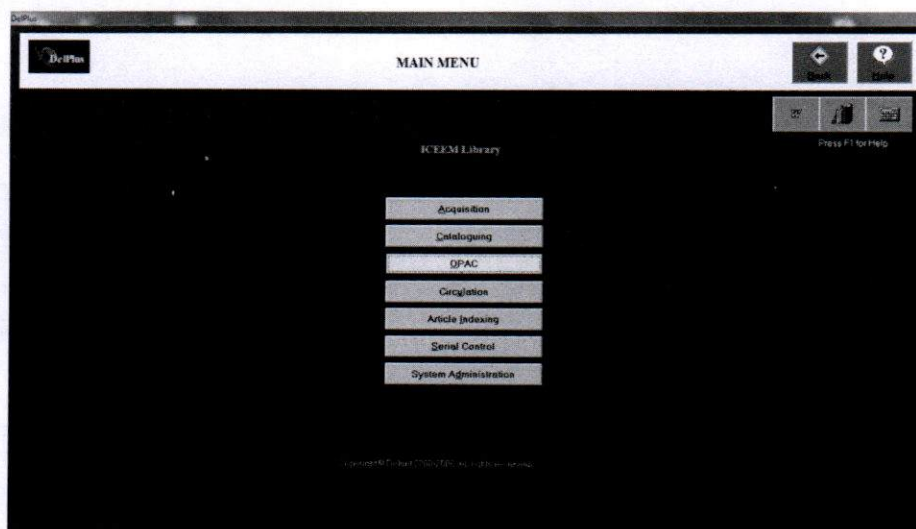 DelPlus
DelPlus
MAIN MENU
Back
Help
ICEEM Library
Press F1 for Help
Acquisition
Cataloguing
OPAC
Circulation
Article Indexing
Serial Control
System Administration